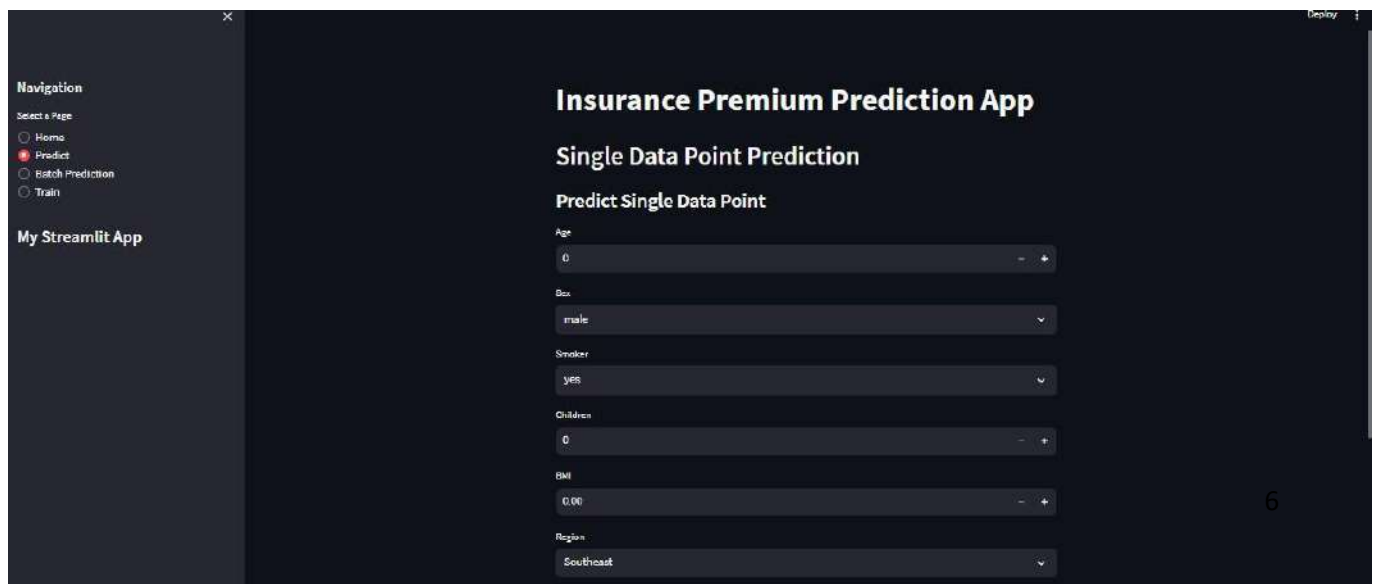 Deploy
Navigation
Select a Page
Home
Predict
Batch Prediction
Train
My Streamlit App
Insurance Premium Prediction App
Single Data Point Prediction
Predict Single Data Point
Age
0
Sex
male
Smoker
yes
Children
0
BMI
0.00
Region
Southeast
6